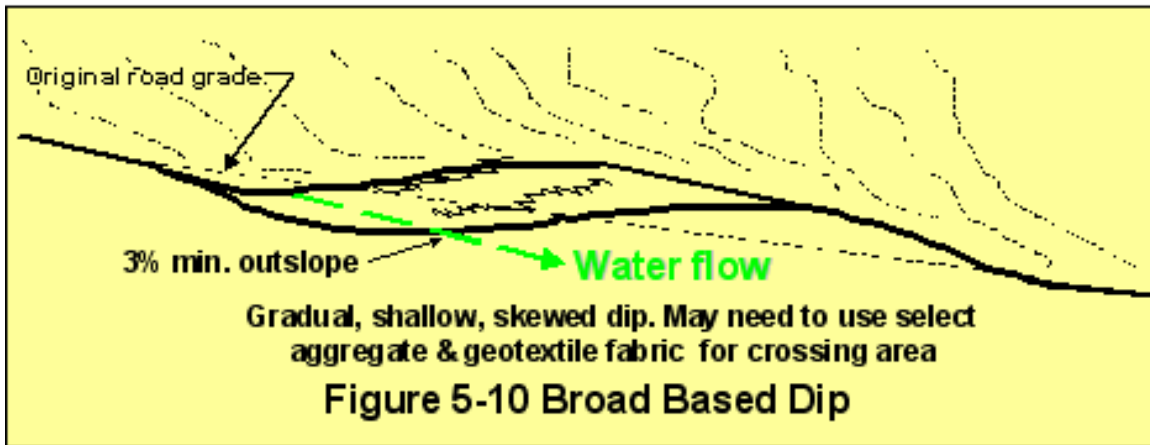 Original road grade
3% min. outslope
Water flow
Gradual, shallow, skewed dip. May need to use select
aggregate & geotextile fabric for crossing area
Figure 5-10 Broad Based Dip